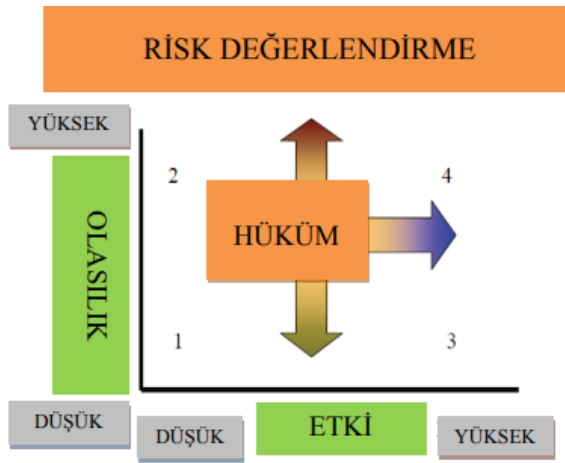 RİSK DEĞERLENDİRME
YÜKSEK
2
4
HÜKÜM
OLASILIK
1
3
DÜŞÜK
DÜŞÜK
ETKİ
YÜKSEK